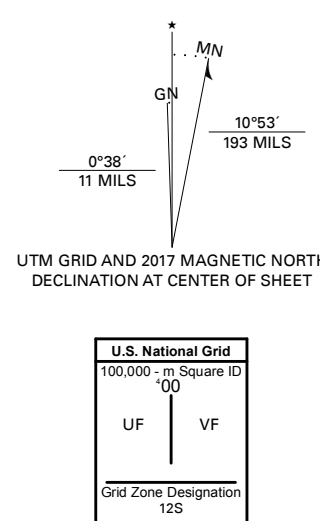 ★
MN
GN
10°53´
193 MILS
0°38´
11 MILS
UTM GRID AND 2017 MAGNETIC NORTH
DECLINATION AT CENTER OF SHEET
U.S. National Grid
100,000 - m Square ID
⁴00
UF VF
Grid Zone Designation
12S